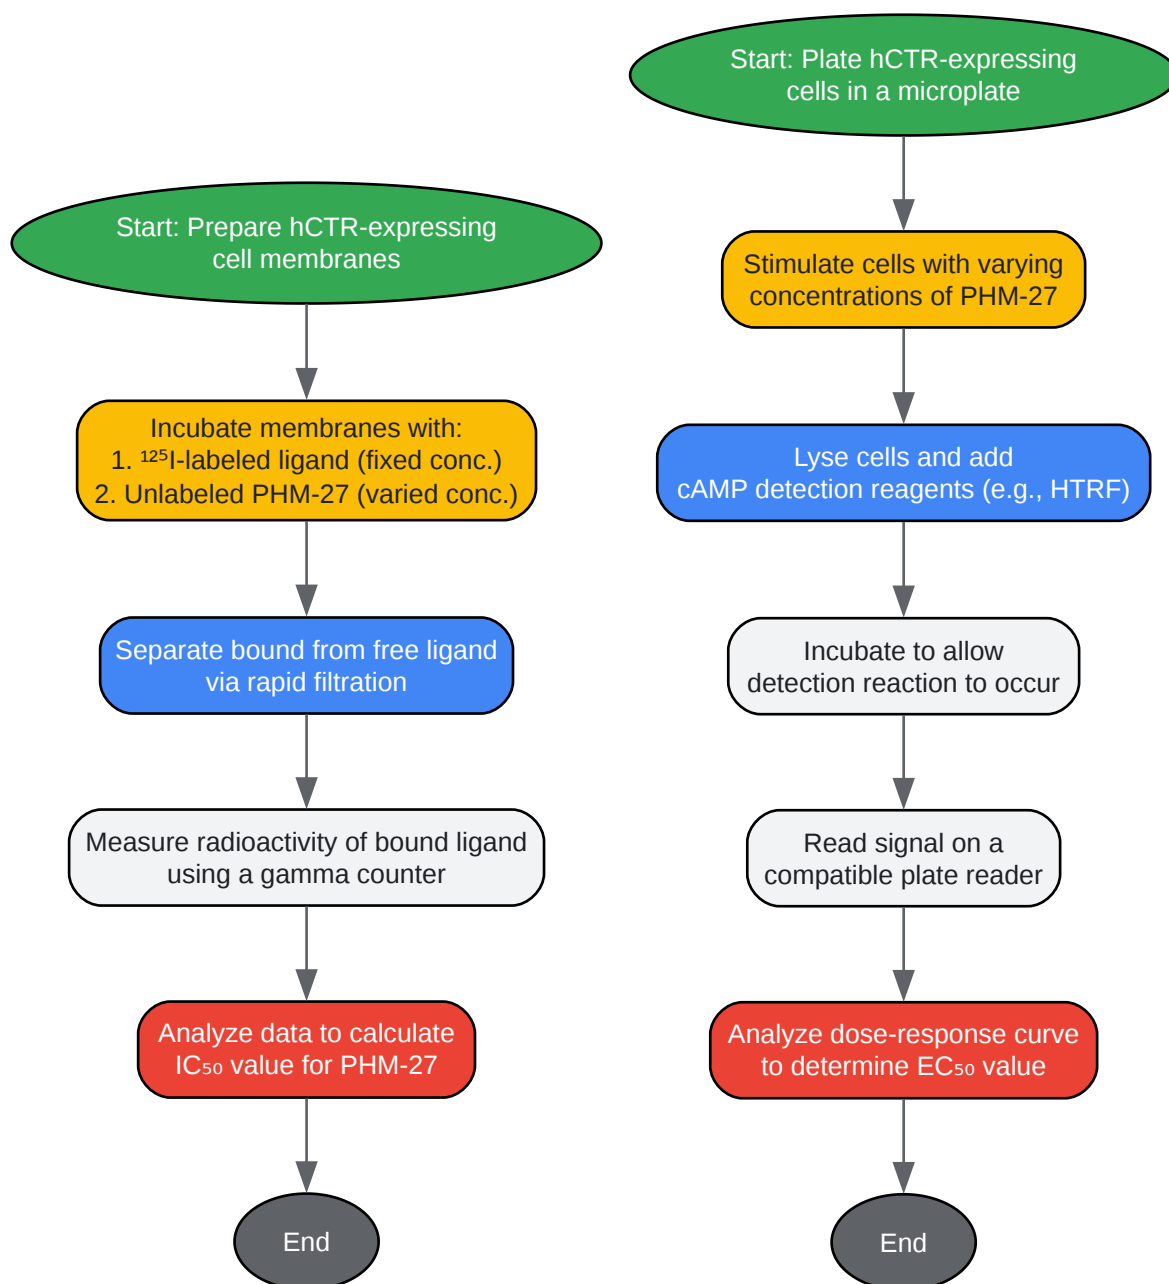 Start: Prepare hCTR-expressing
cell membranes
Incubate membranes with:
1. ¹²⁵I-labeled ligand (fixed conc.)
2. Unlabeled PHM-27 (varied conc.)
Separate bound from free ligand
via rapid filtration
Measure radioactivity of bound ligand
using a gamma counter
Analyze data to calculate
IC₅₀ value for PHM-27
End
Start: Plate hCTR-expressing
cells in a microplate
Stimulate cells with varying
concentrations of PHM-27
Lyse cells and add
cAMP detection reagents (e.g., HTRF)
Incubate to allow
detection reaction to occur
Read signal on a
compatible plate reader
Analyze dose-response curve
to determine EC₅₀ value
End